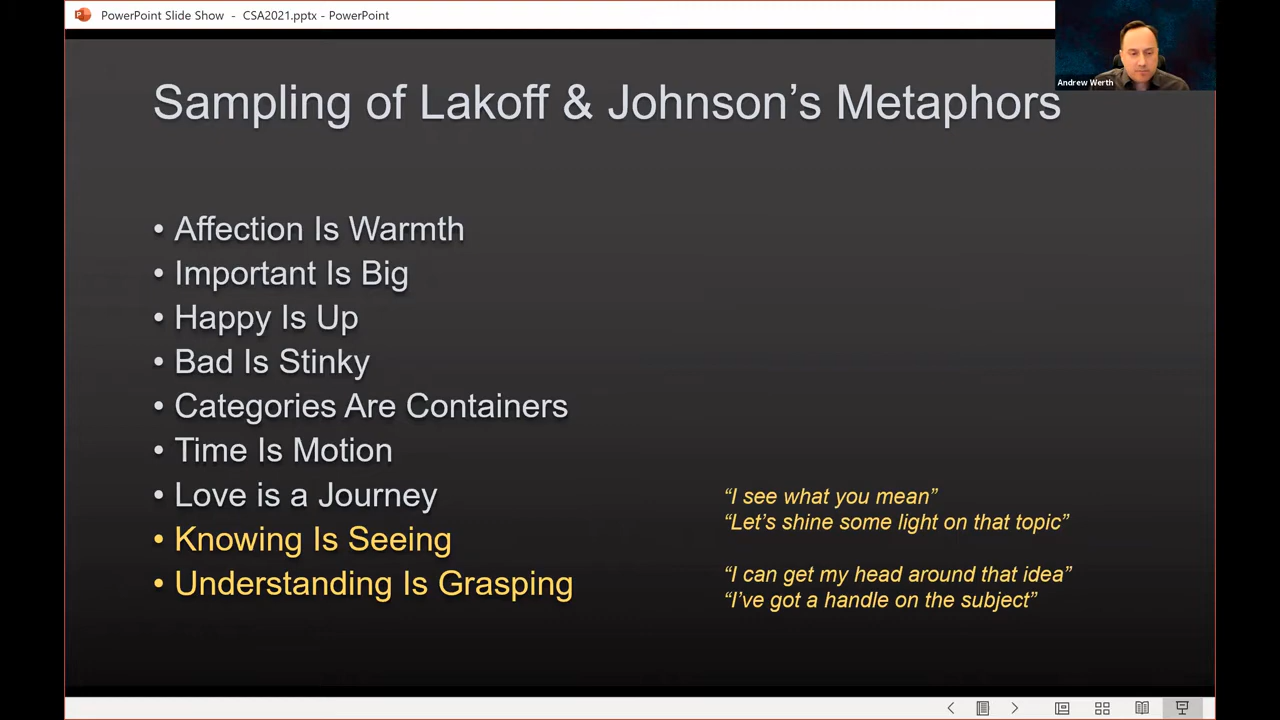 PowerPoint Slide Show - CSA2021.pptx - PowerPoint
Andrew Werth
Sampling of Lakoff & Johnson’s Metaphors
• Affection Is Warmth
• Important Is Big
• Happy Is Up
• Bad Is Stinky
• Categories Are Containers
• Time Is Motion
• Love is a Journey
• Knowing Is Seeing
• Understanding Is Grasping
“I see what you mean”
“Let’s shine some light on that topic”
“I can get my head around that idea”
“I’ve got a handle on the subject”